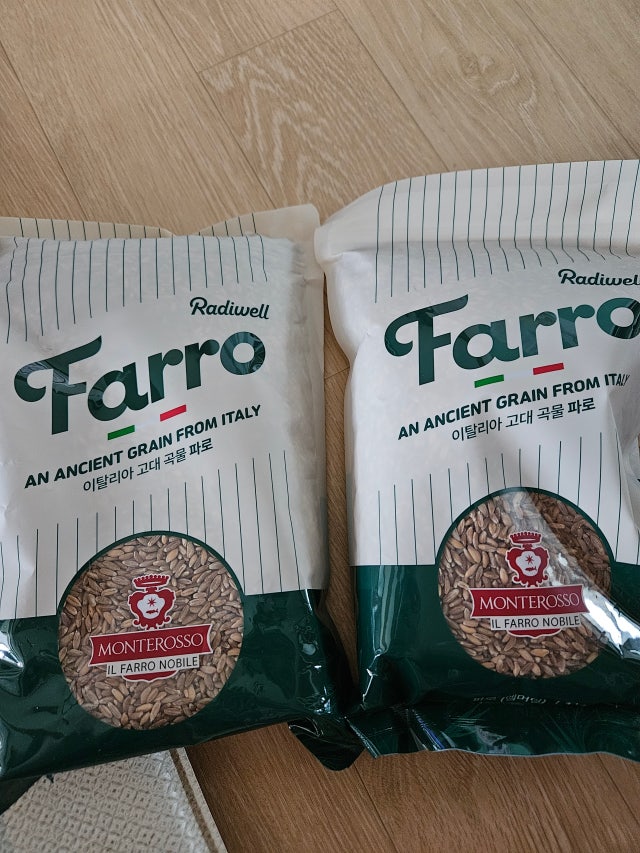 Radiwell
Farro
AN ANCIENT GRAIN FROM ITALY
이탈리아 고대 곡물 파로
MONTEROSSO
IL FARRO NOBILE
Radiwell
Farro
AN ANCIENT GRAIN FROM ITALY
이탈리아 고대 곡물 파로
MONTEROSSO
IL FARRO NOBILE